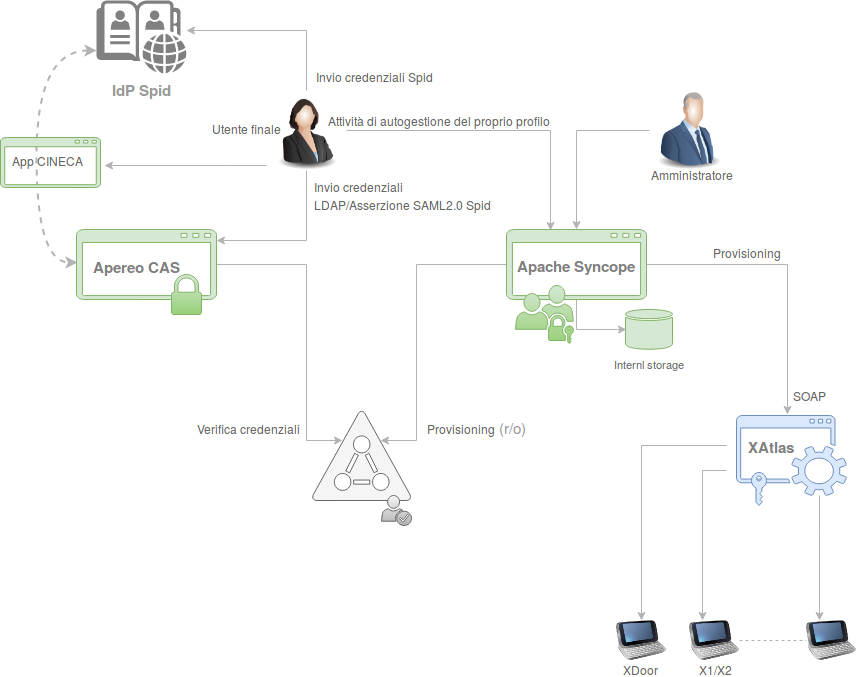 IdP Spid
Invio credenziali Spid
Utente finale
Attività di autogestione del proprio profilo
App CINECA
Amministratore
Invio credenziali
LDAP/Asserzione SAML2.0 Spid
Apereo CAS
Apache Syncope
Provisioning
Internl storage
SOAP
Verifica credenziali
Provisioning (r/o)
XAtlas
XDoor
X1/X2